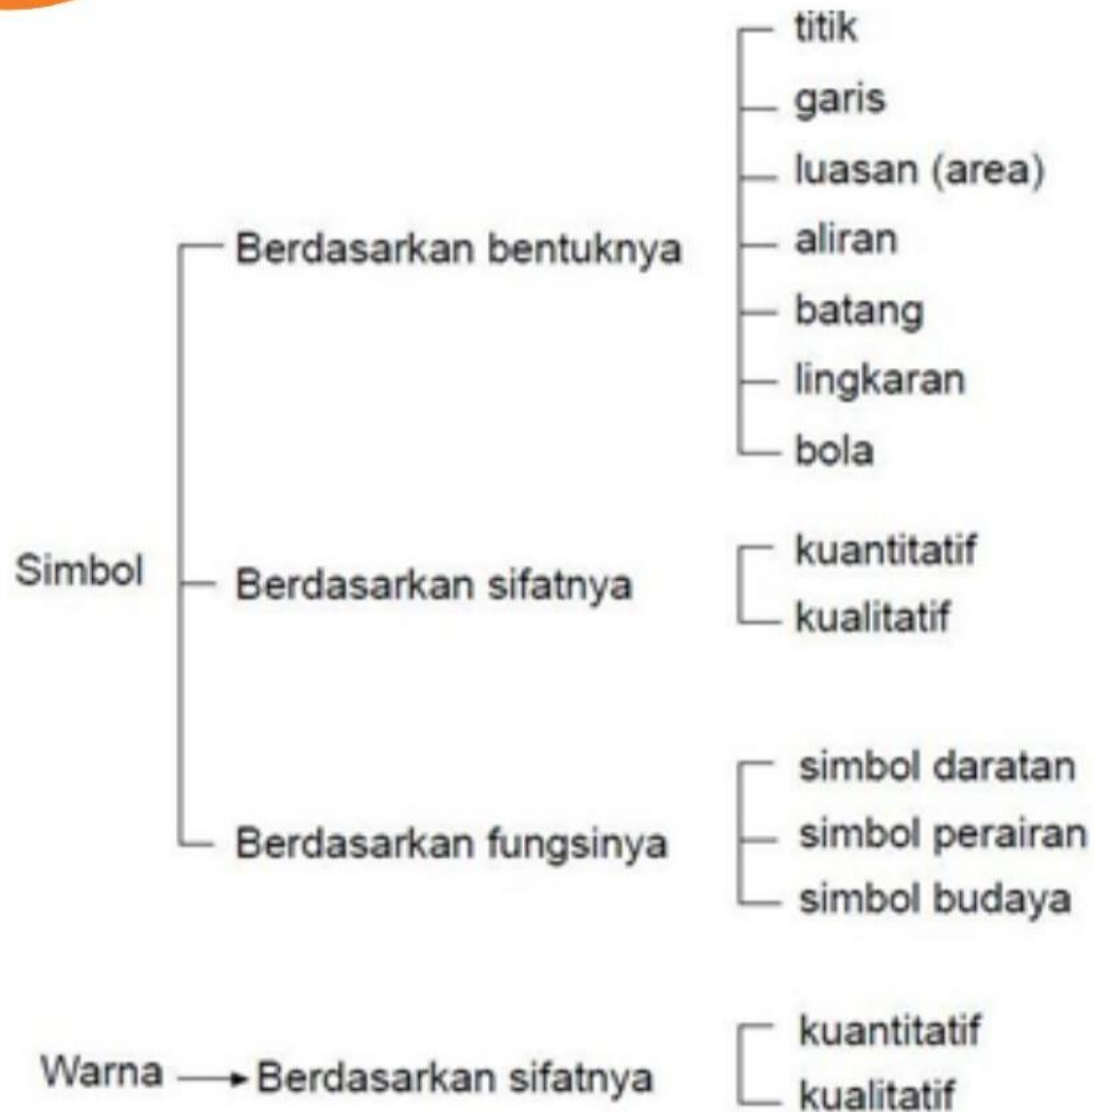 Simbol
Berdasarkan bentuknya
titik
garis
luasan (area)
aliran
batang
lingkaran
bola
Berdasarkan sifatnya
kuantitatif
kualitatif
Berdasarkan fungsinya
simbol daratan
simbol perairan
simbol budaya
Warna
Berdasarkan sifatnya
kuantitatif
kualitatif